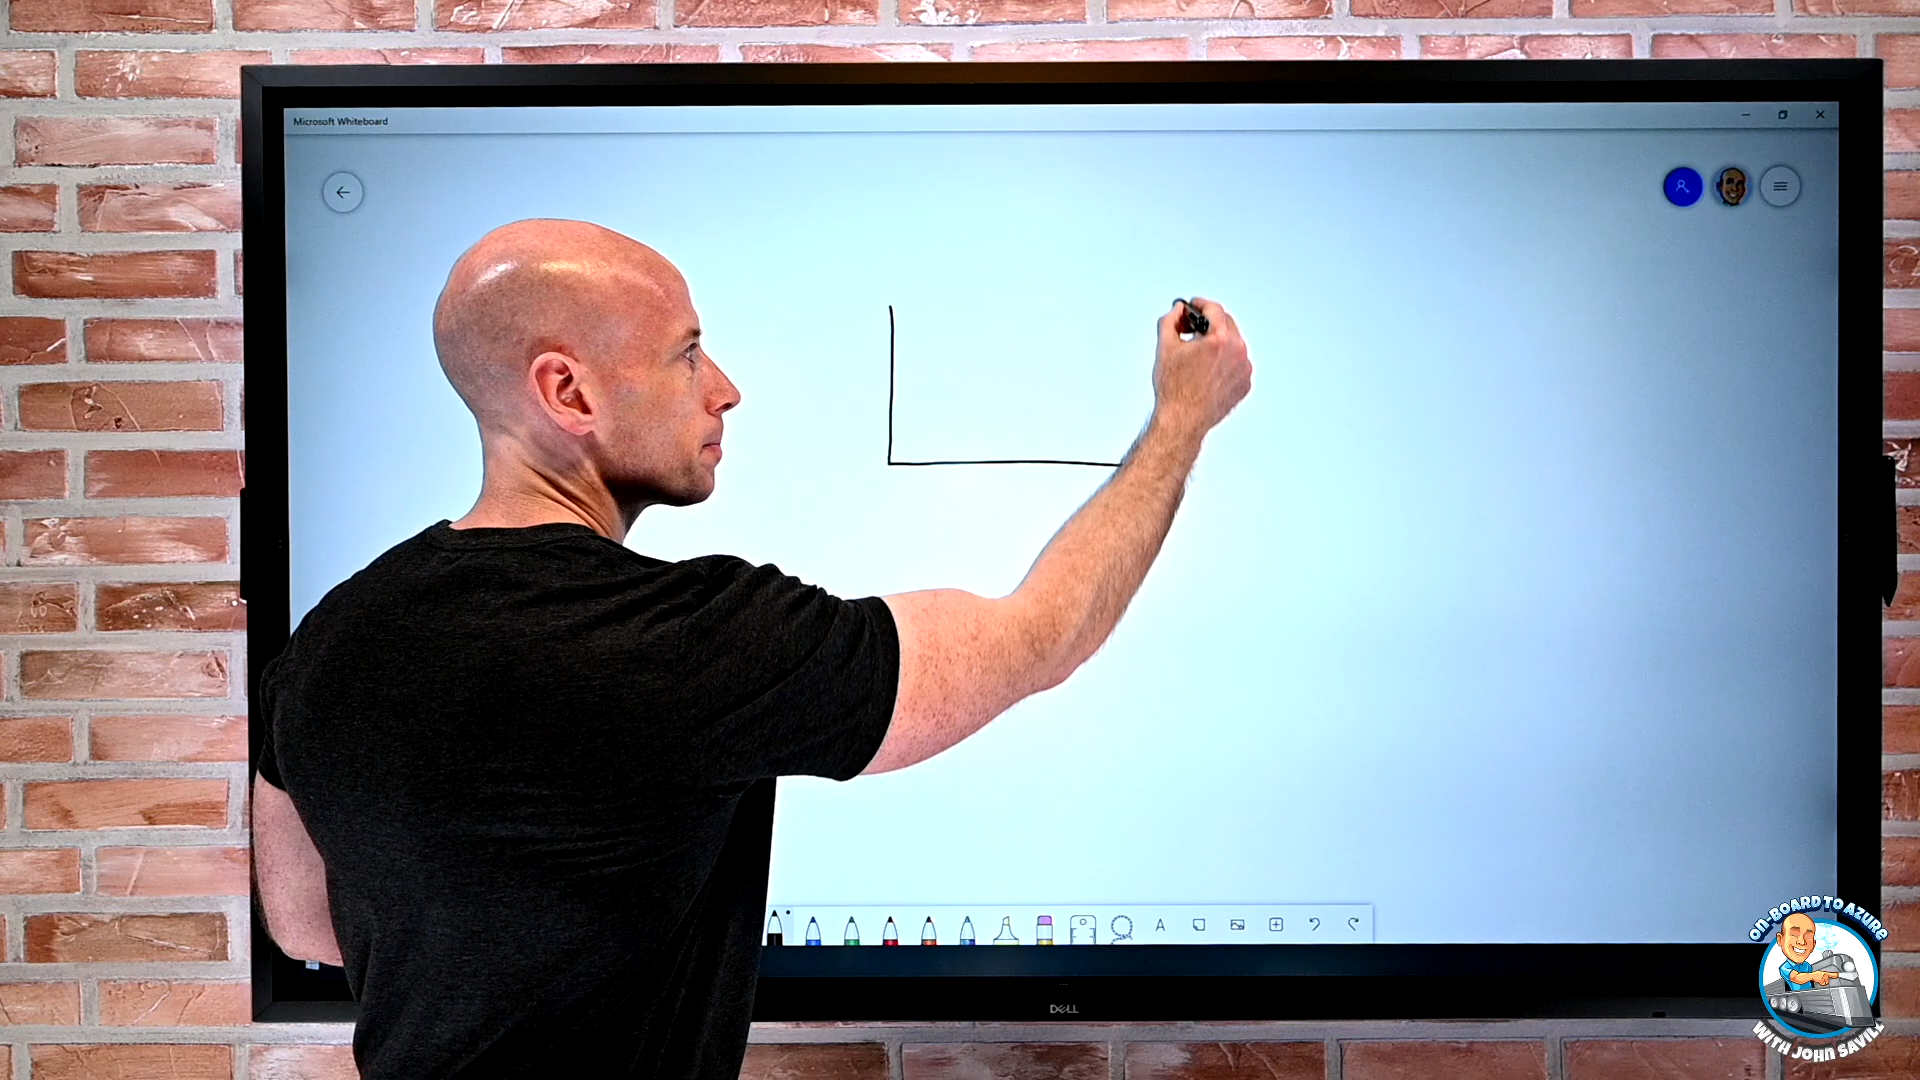 Microsoft Whiteboard
A
DELL
ON-BOARD TO AZURE
WITH JOHN SAVILL